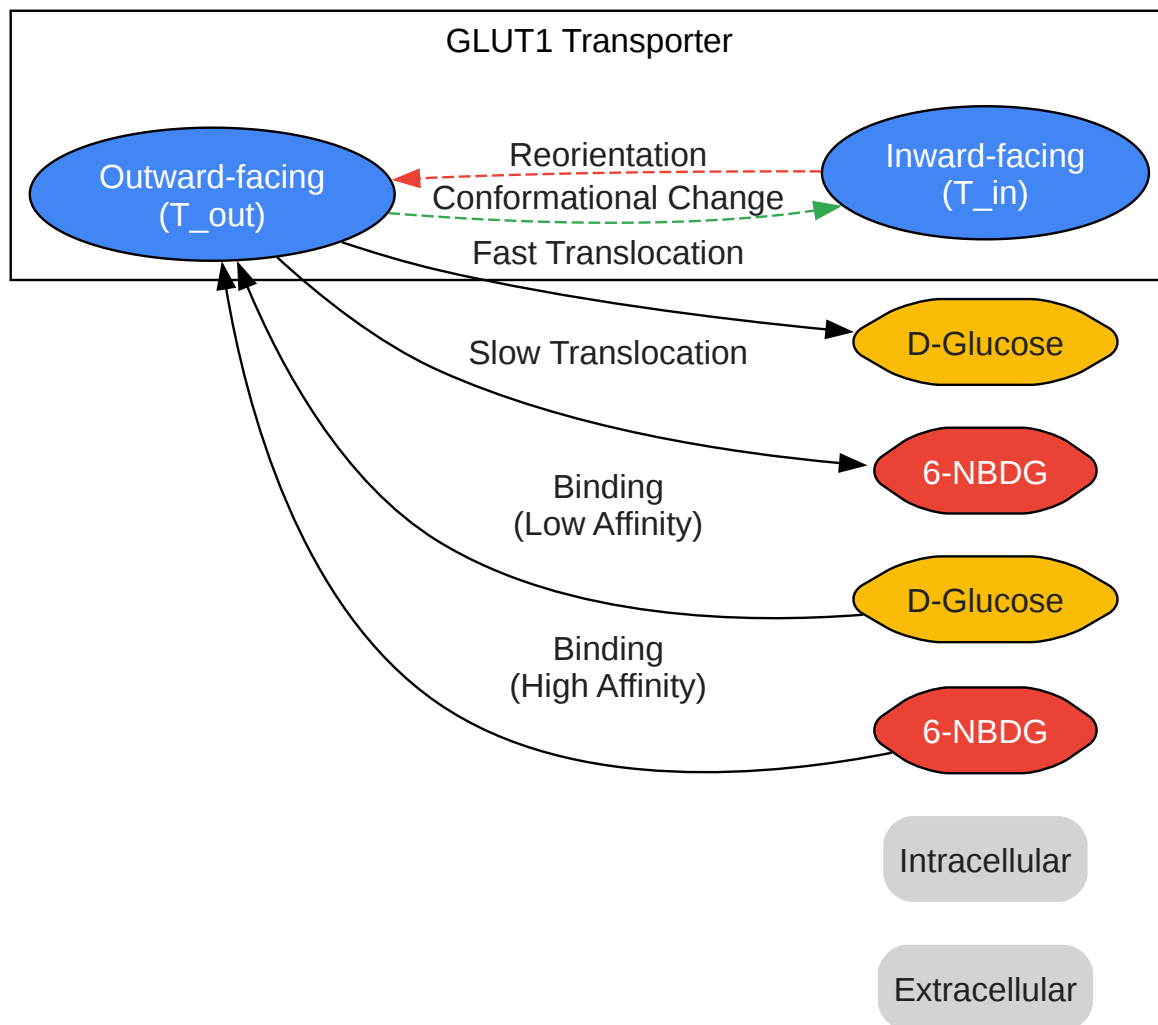 GLUT1 Transporter
Outward-facing
(T_out)
Reorientation
Conformational Change
Inward-facing
(T_in)
Fast Translocation
D-Glucose
Slow Translocation
6-NBDG
Binding
(Low Affinity)
D-Glucose
Binding
(High Affinity)
6-NBDG
Intracellular
Extracellular